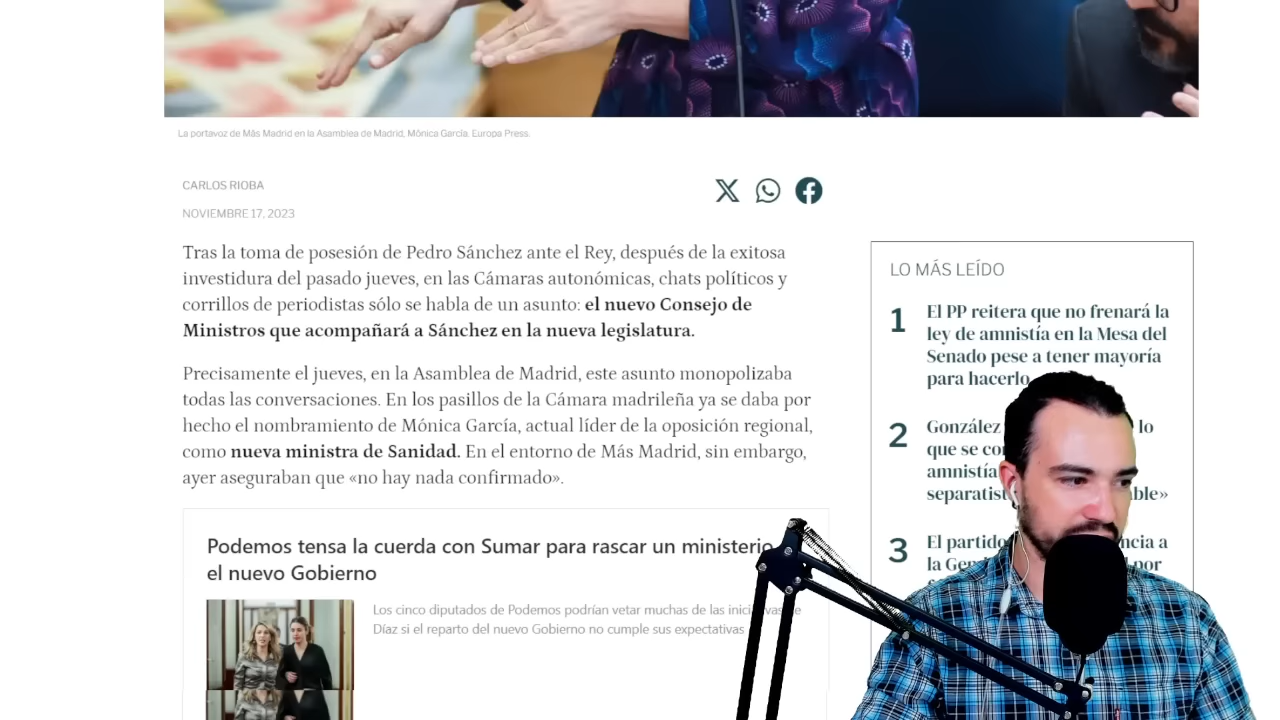 La portavoz de Más Madrid en la Asamblea de Madrid, Mónica García. Europa Press.
CARLOS RIOBA
NOVIEMBRE 17, 2023
Tras la toma de posesión de Pedro Sánchez ante el Rey, después de la exitosa
investidura del pasado jueves, en las Cámaras autonómicas, chats políticos y
corrillos de periodistas sólo se habla de un asunto: el nuevo Consejo de
Ministros que acompañará a Sánchez en la nueva legislatura.
Precisamente el jueves, en la Asamblea de Madrid, este asunto monopolizaba
todas las conversaciones. En los pasillos de la Cámara madrileña ya se daba por
hecho el nombramiento de Mónica García, actual líder de la oposición regional,
como nueva ministra de Sanidad. En el entorno de Más Madrid, sin embargo,
ayer aseguraban que «no hay nada confirmado».
Podemos tensa la cuerda con Sumar para rascar un ministerio
el nuevo Gobierno
Los cinco diputados de Podemos podrían vetar muchas de las
Díaz si el reparto del nuevo Gobierno no cumple sus expectativas
LO MÁS LEÍDO
1 El PP reitera que no frenará la
ley de amnistía en la Mesa del
Senado pese a tener mayoría
para hacerlo
2 González lo
que se
amnistía
3 El partido a
la por